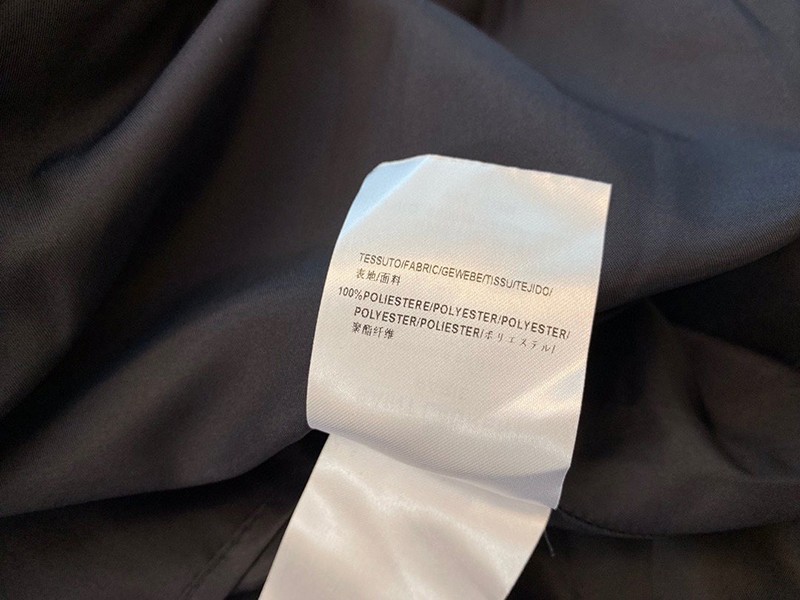 TESSUTO/FABRIC/GEWEBE/TISSU/TEJIDO/
表地/面料
100%POLIESTERE/POLYESTER/POLYESTER/
POLYESTER/POLIESTER/ポリエステル/
聚酯纤维